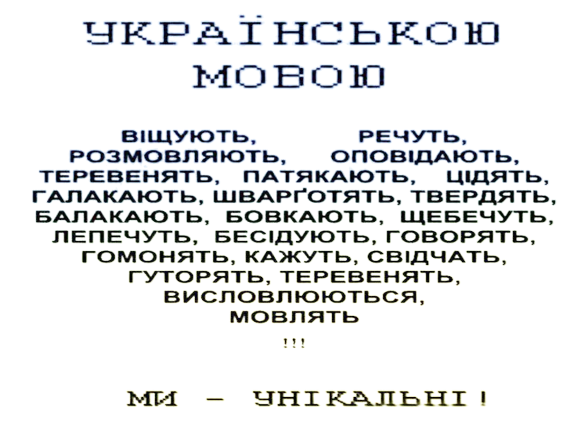 УКРАЇНСЬКОЮ
МОВОЮ
ВІЩУЮТЬ, РЕЧУТЬ,
РОЗМОВЛЯЮТЬ, ОПОВІДАЮТЬ,
ТЕРЕВЕНЯТЬ, ПАТЯКАЮТЬ, ЦІДЯТЬ,
ГАЛАКАЮТЬ, ШВАРҐОТЯТЬ, ТВЕРДЯТЬ,
БАЛАКАЮТЬ, БОВКАЮТЬ, ЩЕБЕЧУТЬ,
ЛЕПЕЧУТЬ, БЕСІДУЮТЬ, ГОВОРЯТЬ,
ГОМОНЯТЬ, КАЖУТЬ, СВІДЧАТЬ,
ГУТОРЯТЬ, ТЕРЕВЕНЯТЬ,
ВИСЛОВЛЮЮТЬСЯ,
МОВЛЯТЬ
!!!
МИ – УНІКАЛЬНІ!